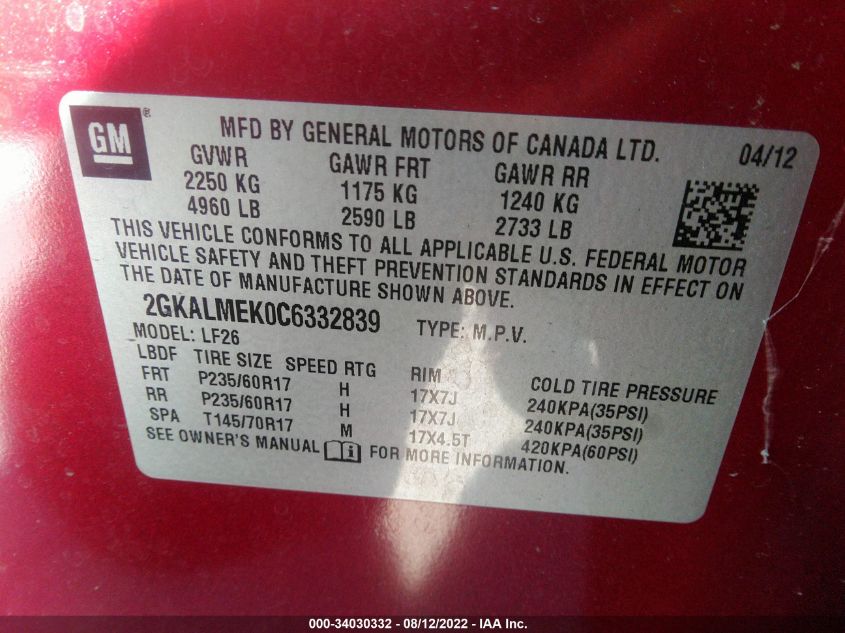 GM ®
MFD BY GENERAL MOTORS OF CANADA LTD. 04/12
GVWR GAWR FRT GAWR RR
2250 KG 1175 KG 1240 KG
4960 LB 2590 LB 2733 LB
THIS VEHICLE CONFORMS TO ALL APPLICABLE U.S. FEDERAL MOTOR
VEHICLE SAFETY AND THEFT PREVENTION STANDARDS IN EFFECT ON
THE DATE OF MANUFACTURE SHOWN ABOVE.
2GKALMEK0C6332839 TYPE: M.P.V.
MODEL: LF26
LBDF TIRE SIZE SPEED RTG RIM COLD TIRE PRESSURE
FRT P235/60R17 H 17X7J 240KPA(35PSI)
RR P235/60R17 H 17X7J 240KPA(35PSI)
SPA T145/70R17 M 17X4.5T 420KPA(60PSI)
SEE OWNER'S MANUAL i FOR MORE INFORMATION.
000-34030332 - 08/12/2022 - IAA Inc.